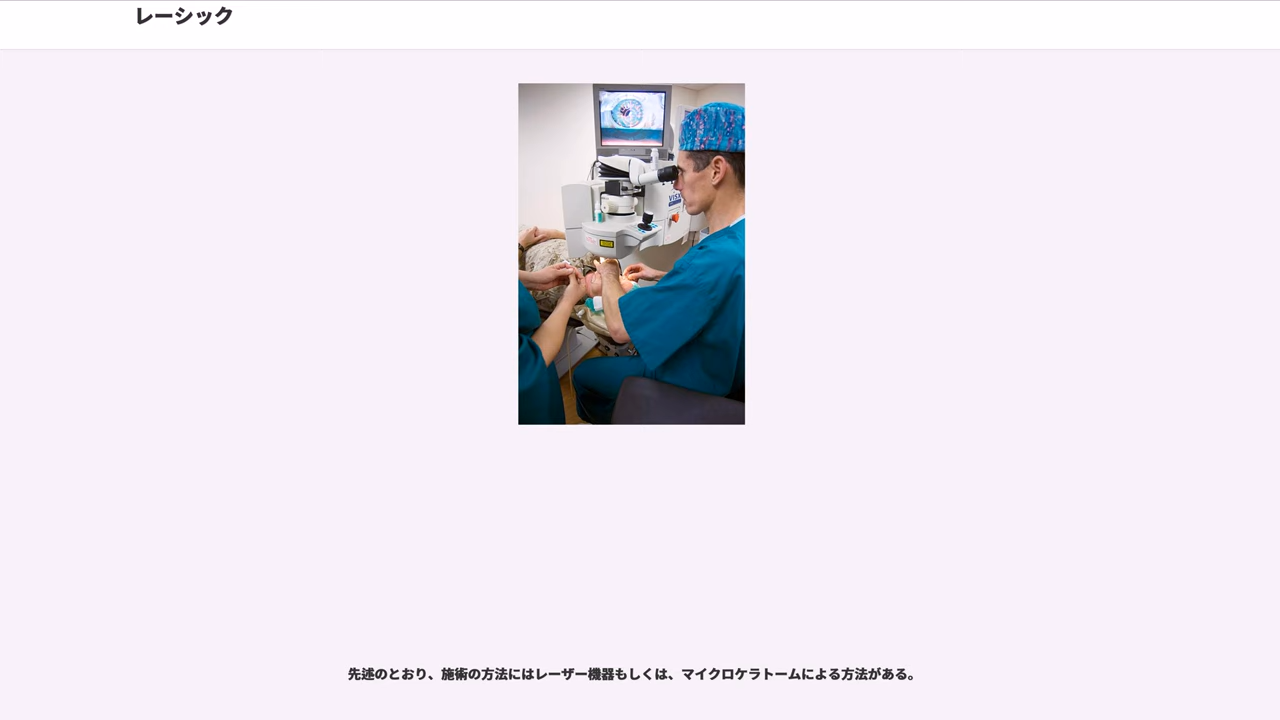 レーシック
VISX
先述のとおり、施術の方法にはレーザー機器もしくは、マイクロケラトームによる方法がある。